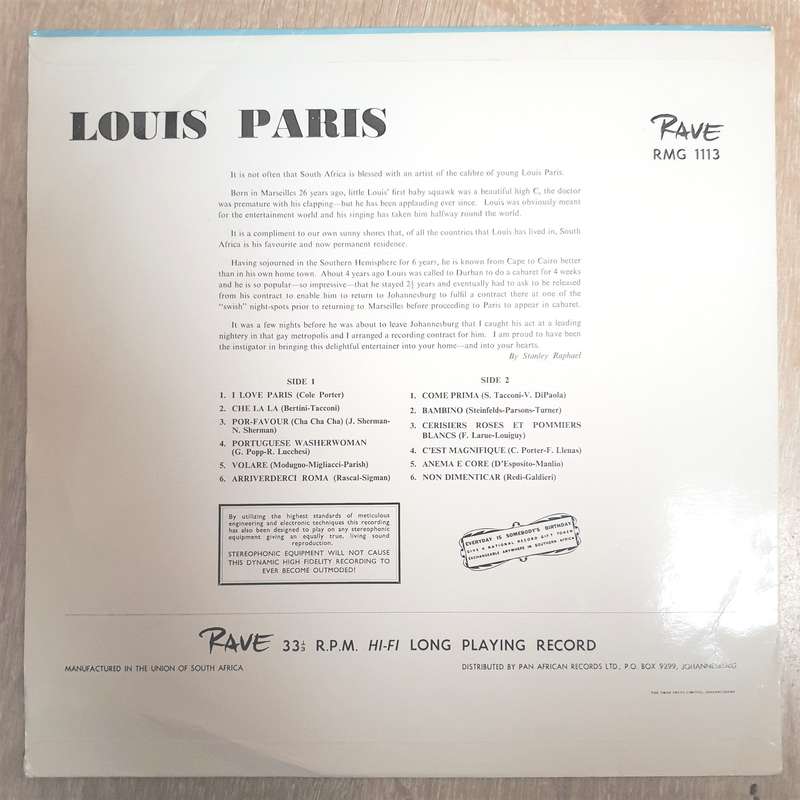 LOUIS PARIS
RAVE
RMG 1113
It is not often that South Africa is blessed with an artist of the calibre of young Louis Paris.
Born in Marseilles 26 years ago, little Louis' first baby squawk was a beautiful high C, the doctor
was premature with his clapping—but he has been applauding ever since. Louis was obviously meant
for the entertainment world and his singing has taken him halfway round the world.
It is a compliment to our own sunny shores that, of all the countries that Louis has lived in, South
Africa is his favourite and now permanent residence.
Having sojourned in the Southern Hemisphere for 6 years, he is known from Cape to Cairo better
than in his own home town. About 4 years ago Louis was called to Durban to do a cabaret for 4 weeks
and he is so popular—so impressive—that he stayed 2½ years and eventually had to ask to be released
from his contract to enable him to return to Johannesburg to fulfil a contract there at one of the
"swish" night-spots prior to returning to Marseilles before proceeding to Paris to appear in cabaret.
It was a few nights before he was about to leave Johannesburg that I caught his act at a leading
nightery in that gay metropolis and I arranged a recording contract for him. I am proud to have been
the instigator in bringing this delightful entertainer into your home—and into your hearts.
By Stanley Raphael
SIDE 1
1. I LOVE PARIS (Cole Porter)
2. CHE LA LA (Bertini-Tacconi)
3. POR-FAVOUR (Cha Cha Cha) (J. Sherman-
N. Sherman)
4. PORTUGUESE WASHERWOMAN
(G. Popp-R. Lucchesi)
5. VOLARE (Modugno-Migliacci-Parish)
6. ARRIVERDERCI ROMA (Rascal-Sigman)
SIDE 2
1. COME PRIMA (S. Tacconi-V. DiPaola)
2. BAMBINO (Steinfelds-Parsons-Turner)
3. CERISIERS ROSES ET POMMIERS
BLANCS (F. Larue-Louiguy)
4. C'EST MAGNIFIQUE (C. Porter-F. Llenas)
5. ANEMA E CORE (D'Esposito-Manlio)
6. NON DIMENTICAR (Redi-Galdieri)
By utilizing the highest standards of meticulous
engineering and electronic techniques this recording
has also been designed to play on any stereophonic
equipment giving an equally true, living sound
reproduction.
STEREOPHONIC EQUIPMENT WILL NOT CAUSE
THIS DYNAMIC HIGH FIDELITY RECORDING TO
EVER BECOME OUTMODED!
EVERYDAY IS SOMEBODY'S BIRTHDAY
GIVE A NATIONAL RECORD GIFT TOKEN
EXCHANGEABLE ANYWHERE IN SOUTHERN AFRICA
RAVE 33⅓ R.P.M. HI-FI LONG PLAYING RECORD
MANUFACTURED IN THE UNION OF SOUTH AFRICA
DISTRIBUTED BY PAN AFRICAN RECORDS LTD., P.O. BOX 9299, JOHANNESBURG